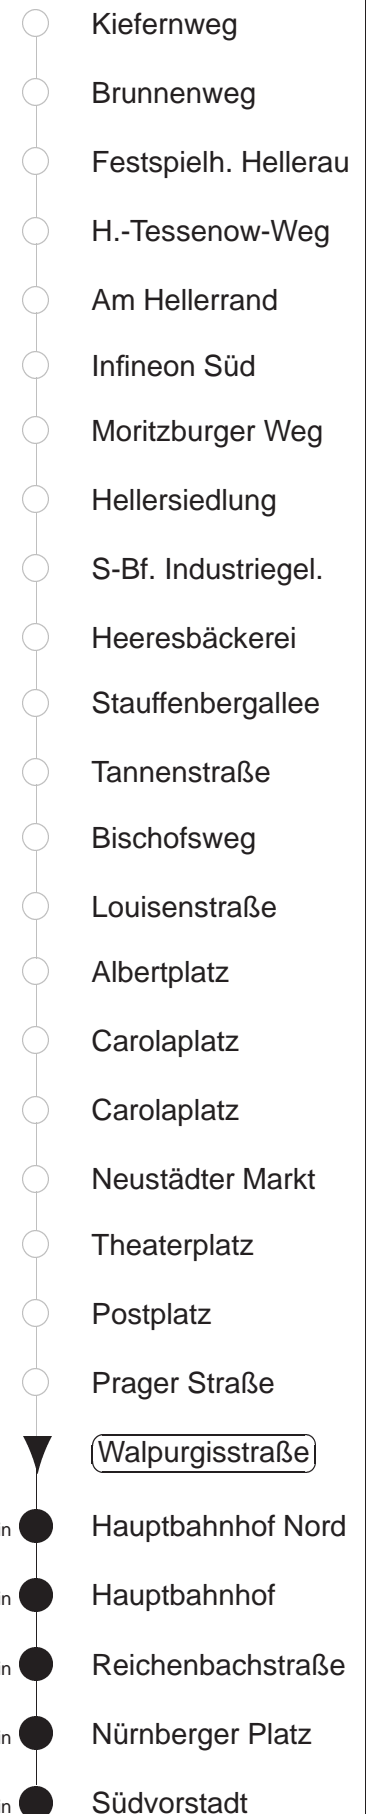 Kiefernweg
Brunnenweg
Festspielh. Hellerau
H.-Tessenow-Weg
Am Hellerrand
Infineon Süd
Moritzburger Weg
Hellersiedlung
S-Bf. Industriegel.
Heeresbäckerei
Stauffenbergallee
Tannenstraße
Bischofsweg
Louisenstraße
Albertplatz
Carolaplatz
Carolaplatz
Neustädter Markt
Theaterplatz
Postplatz
Prager Straße
Walpurgisstraße
Hauptbahnhof Nord
Hauptbahnhof
Reichenbachstraße
Nürnberger Platz
Südvorstadt